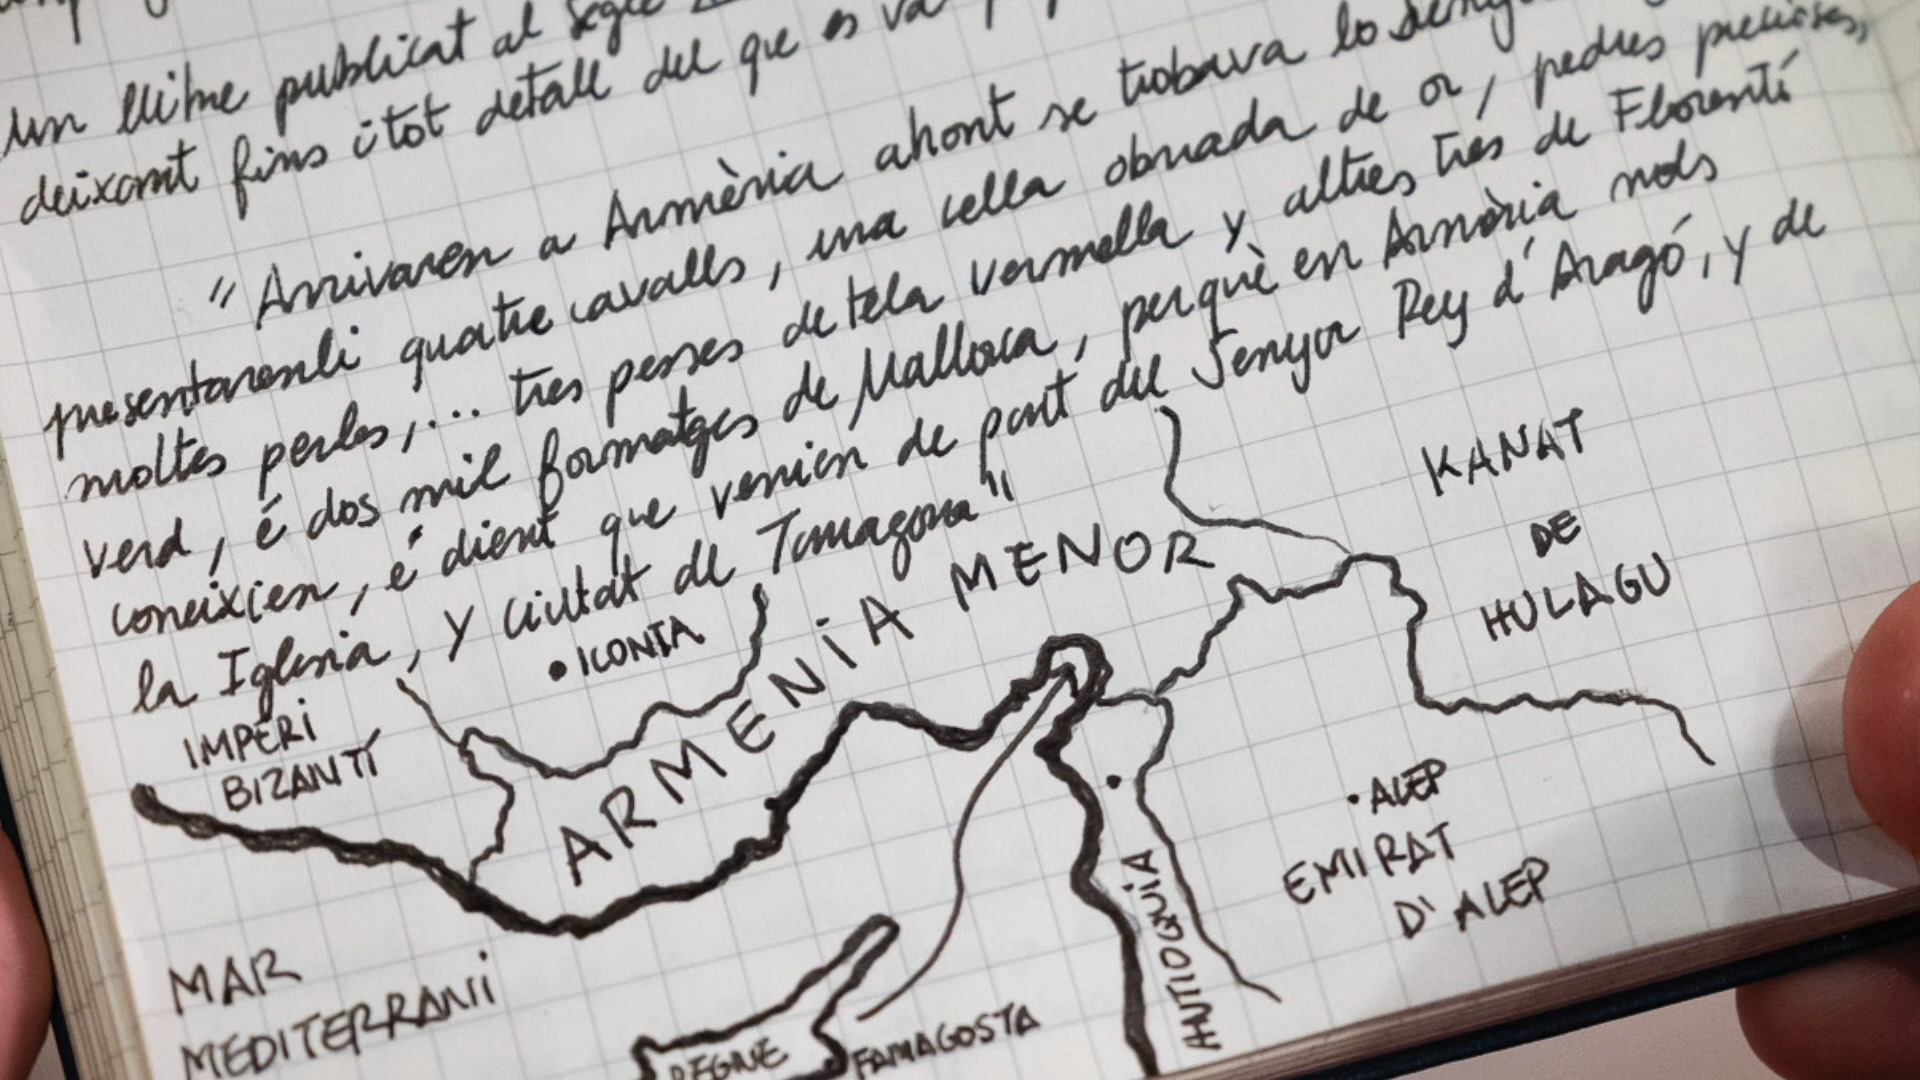 un llibre publicat al segle
deixant fins i tot detall del que es va
"Arrivaren a Armènia ahont se trobava lo senyo
presentarenli quatre cavalls, una cella obrada de or, pedres precioses,
moltes perles,... tres pesses de tela vermella y altres tres de Florentí
verd, é dos mil formatges de Mallorca, perquè en Armènia nols
coneixien, é dient que venien de part del Senyor Rey d'Aragó, y de
la Iglesia, y ciutat de Tarragona"
KANAT
DE
HULAGU
ARMENiA MENOR
• ICONIA
IMPERI
BIZANTÍ
• ALEP
EMIRAT
D'ALEP
ANTIOQUiA
MAR
MEDITERRANi
REGNE
FAMAGOSTA